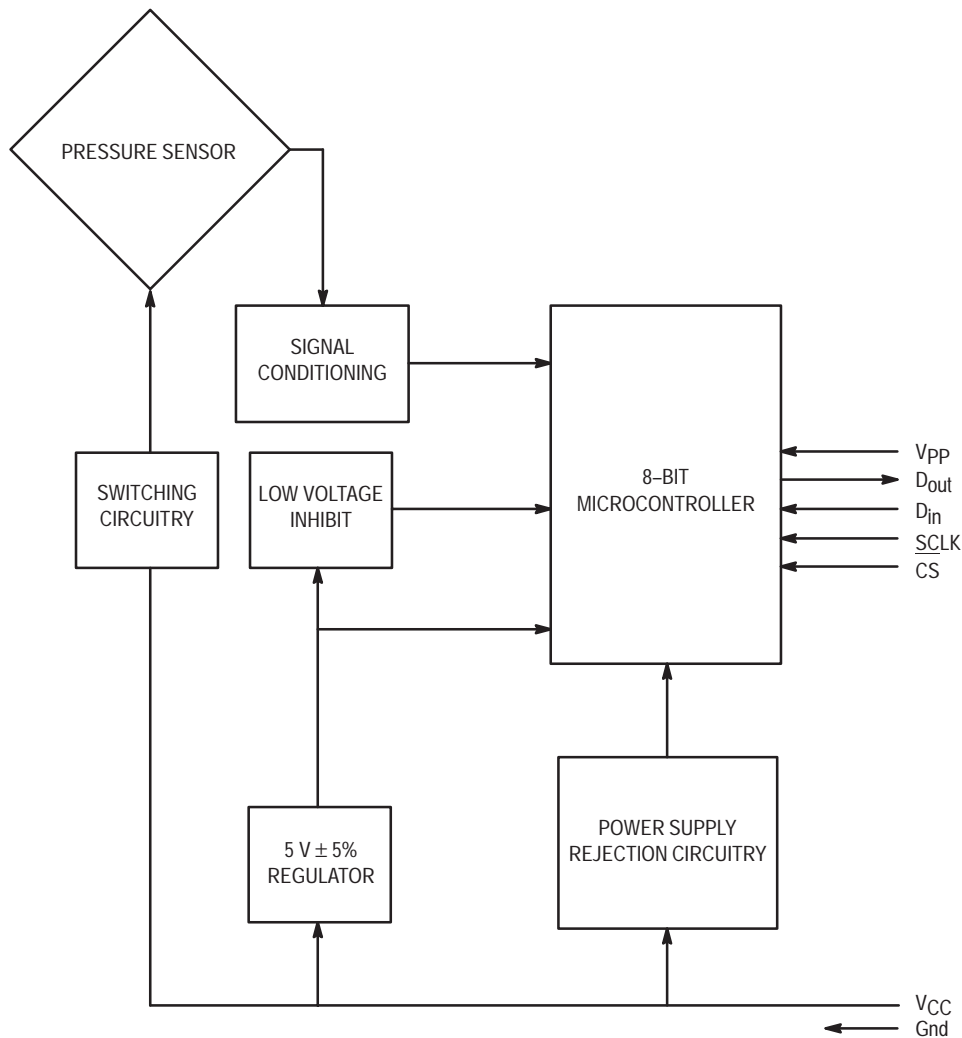 PRESSURE SENSOR
SIGNAL
CONDITIONING
SWITCHING
CIRCUITRY
LOW VOLTAGE
INHIBIT
8–BIT
MICROCONTROLLER
VPP
Dout
Din
SCLK
CS
5 V ± 5%
REGULATOR
POWER SUPPLY
REJECTION CIRCUITRY
VCC
Gnd